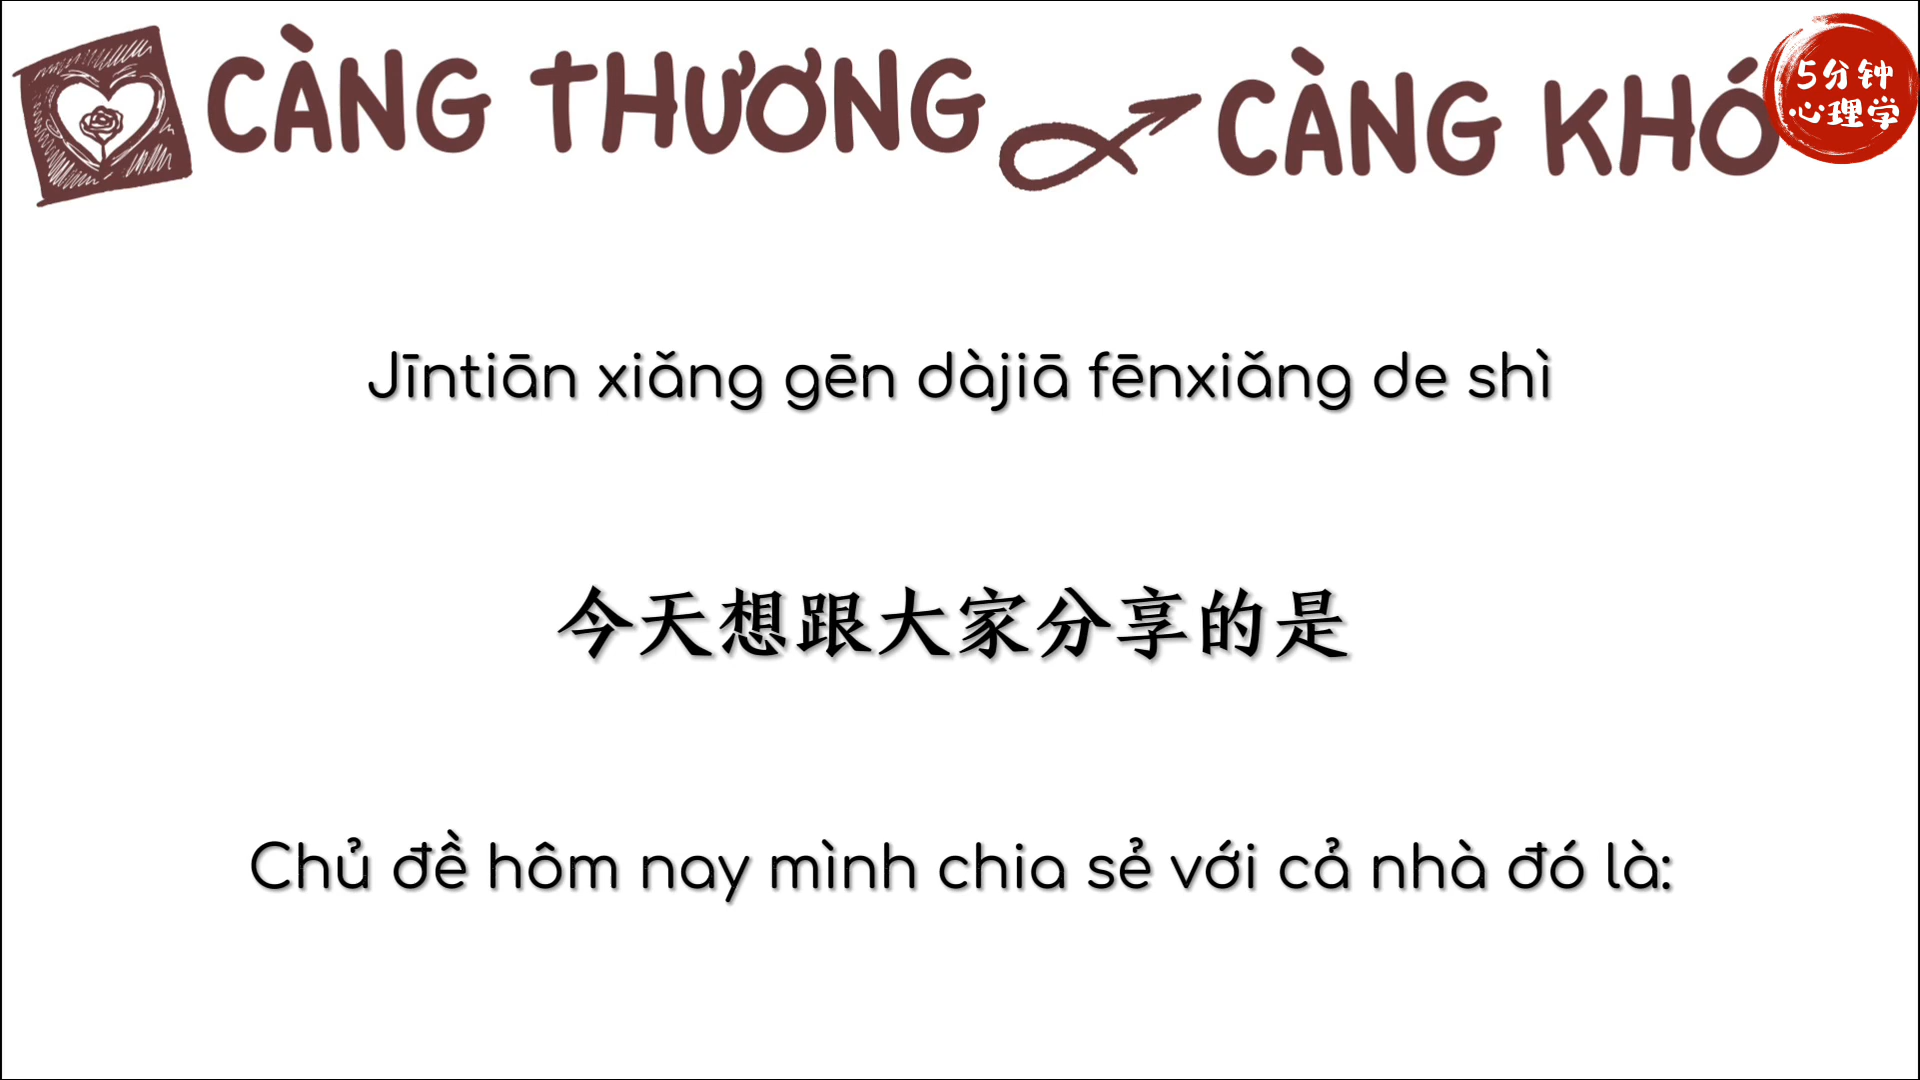 CÀNG THƯƠNG CÀNG KHÓ
5分钟
心理学
Jīntiān xiǎng gēn dàjiā fēnxiǎng de shì
今天想跟大家分享的是
Chủ đề hôm nay mình chia sẻ với cả nhà đó là: